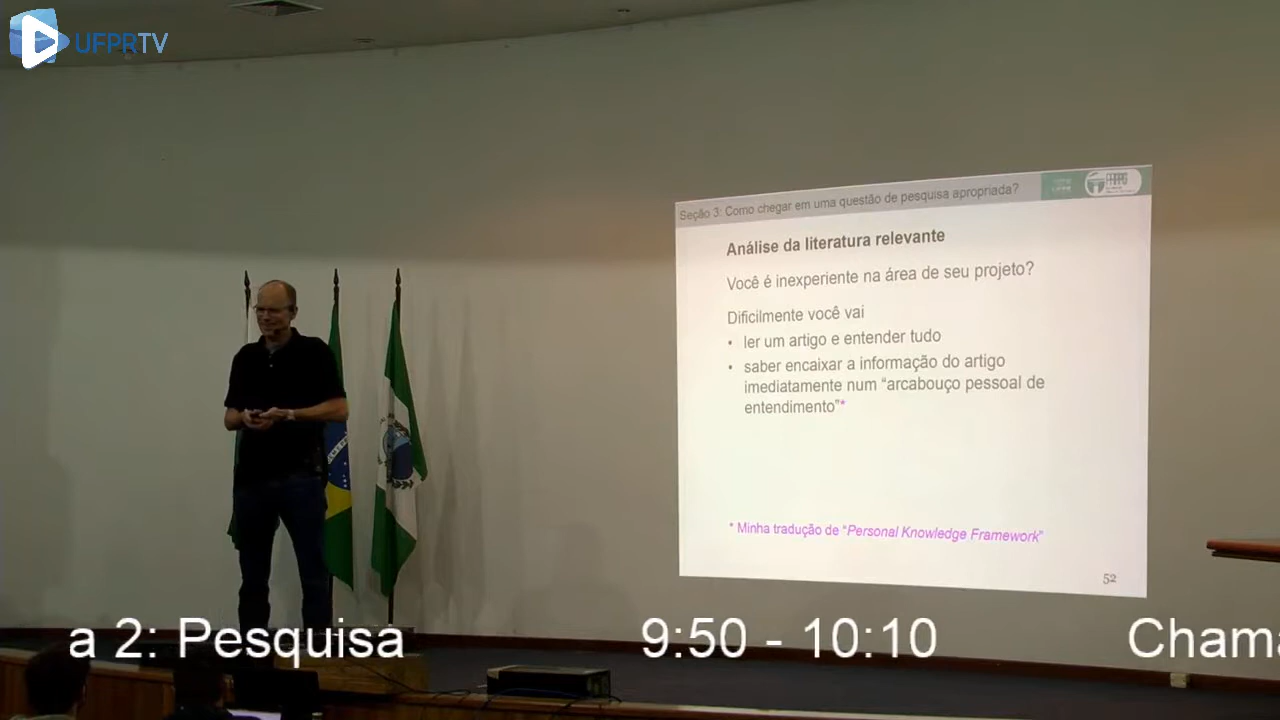 UFPRTV
Seção 3: Como chegar em uma questão de pesquisa apropriada?
Análise da literatura relevante
Você é inexperiente na área de seu projeto?
Dificilmente você vai
• ler um artigo e entender tudo
• saber encaixar a informação do artigo
imediatamente num “arcabouço pessoal de
entendimento”*
* Minha tradução de “Personal Knowledge Framework”
52
a 2: Pesquisa 9:50 - 10:10 Chama